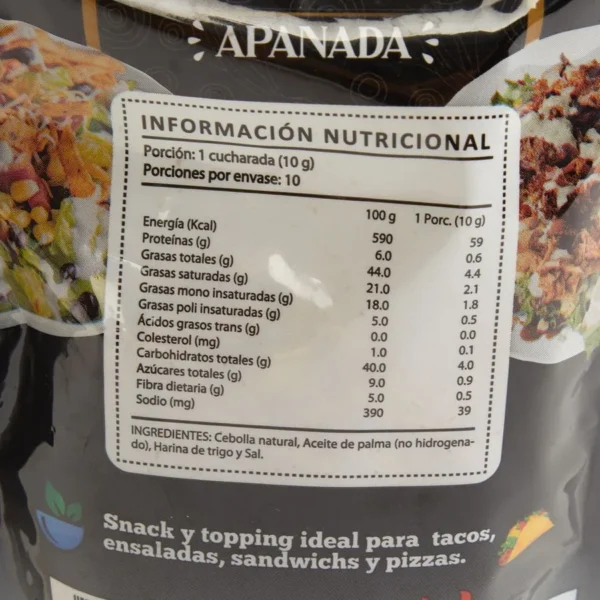 APANADA
INFORMACIÓN NUTRICIONAL
Porción: 1 cucharada (10 g)
Porciones por envase: 10
100 g 1 Porc. (10 g)
Energía (Kcal) 590 59
Proteínas (g) 6.0 0.6
Grasas totales (g) 44.0 4.4
Grasas saturadas (g) 21.0 2.1
Grasas mono insaturadas (g) 18.0 1.8
Grasas poli insaturadas (g) 5.0 0.5
Ácidos grasos trans (g) 0.0 0.0
Colesterol (mg) 1.0 0.1
Carbohidratos totales (g) 40.0 4.0
Azúcares totales (g) 9.0 0.9
Fibra dietaria (g) 5.0 0.5
Sodio (mg) 390 39
INGREDIENTES: Cebolla natural, Aceite de palma (no hidrogena-
do), Harina de trigo y Sal.
Snack y topping ideal para tacos,
ensaladas, sandwichs y pizzas.